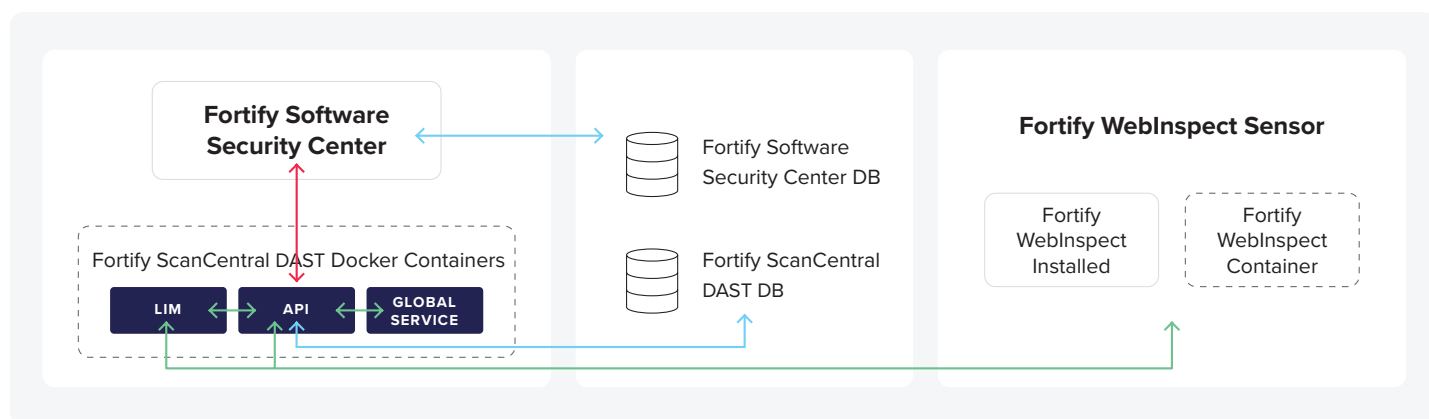 Fortify Software
Security Center
Fortify ScanCentral DAST Docker Containers
LIM
API
GLOBAL
SERVICE
Fortify Software
Security Center DB
Fortify ScanCentral
DAST DB
Fortify WebInspect Sensor
Fortify
WebInspect
Installed
Fortify
WebInspect
Container